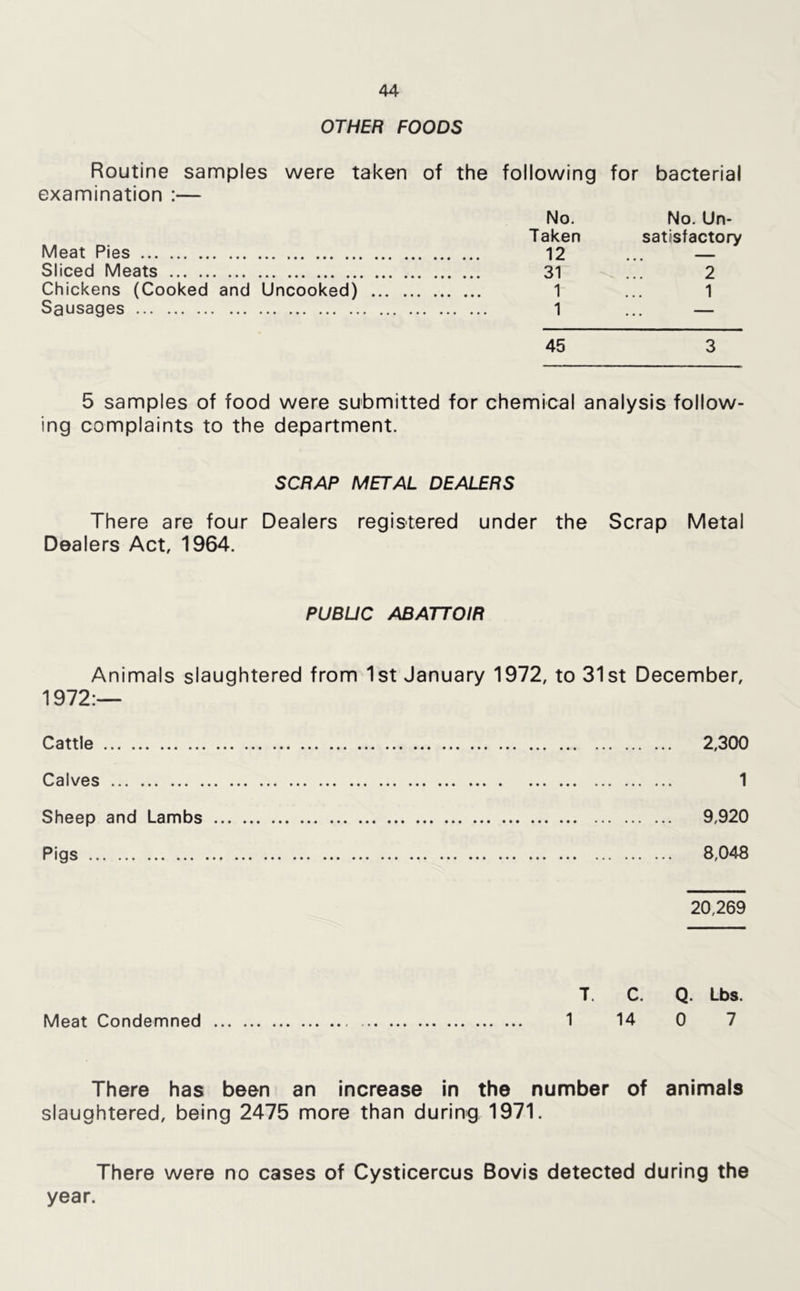 44
OTHER FOODS
Routine samples were taken of the following for bacterial
examination :—
No. No. Un-
Taken satisfactory
Meat Pies ... ... ... ... ... ... ... ... ... ... ... ... 12 ... —
Sliced Meats ... ... ... ... ... ... ... ... ... ... ... 31 ... 2
Chickens (Cooked and Uncooked) ... ... ... ... 1 ... 1
Sausages ... ... ... ... ... ... ... ... ... ... ... ... 1 ... —
45 3
5 samples of food were submitted for chemical analysis follow-
ing complaints to the department.
SCRAP METAL DEALERS
There are four Dealers registered under the Scrap Metal
Dealers Act, 1964.
PUBLIC ABATTOIR
Animals slaughtered from 1st January 1972, to 31st December,
1972:—
Cattle ... ... ... ... ... ... ... ... ... ... ... ... ... ... ... ... ... ... ... ... 2,300
Calves ... ... ... ... ... ... ... ... ... ... ... ... ... ... . ... ... ... ... ... 1
Sheep and Lambs ... ... ... ... ... ... ... ... ... ... ... ... ... ... ... ... 9,920
Pigs ... ... ... ... ... ... ... ... ... ... ... ... ... ... ... ... ... ... ... ... 8,048
20,269
T. C. Q. Lbs.
Meat Condemned ... ... ... ... .. ... ... ... ... ... ... 1 14 0 7
There has been an increase in the number of animals
slaughtered, being 2475 more than during 1971.
There were no cases of Cysticercus Bovis detected during the
year.